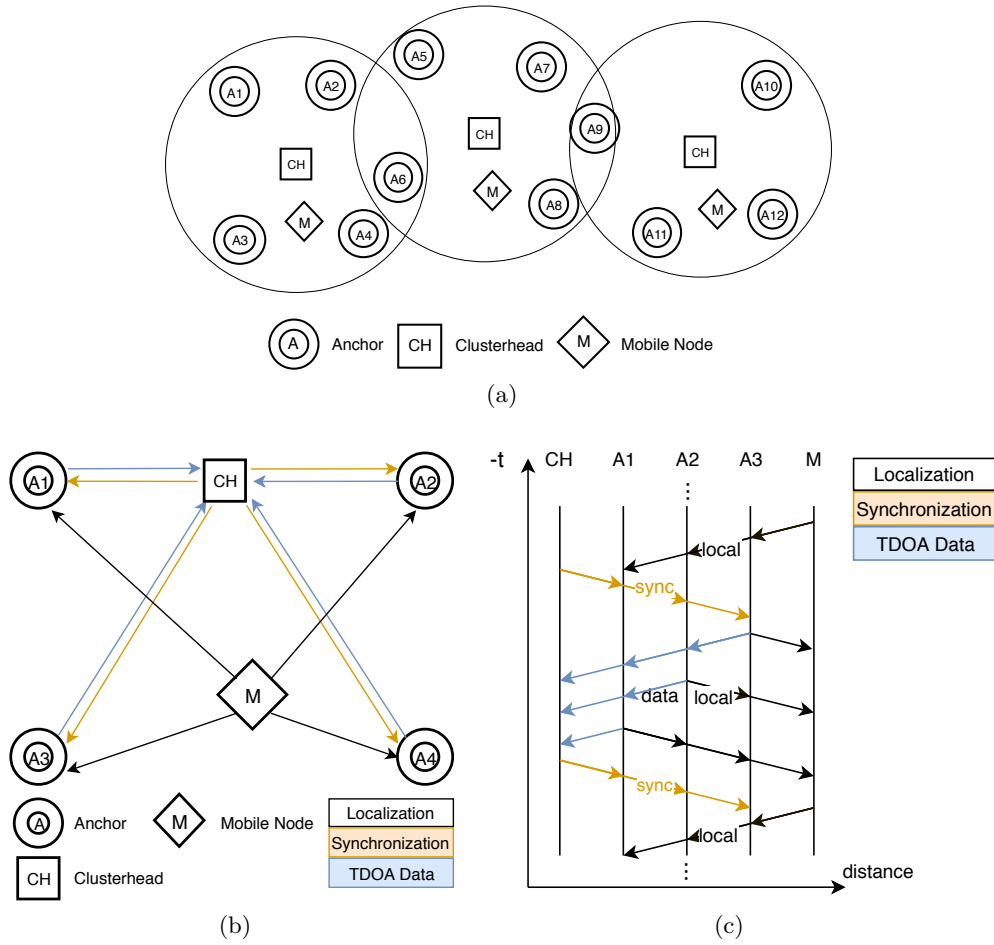 A5
A7
A1
A2
A10
A9
CH
CH
CH
A6
M
M
M
A8
A3
A4
A11
A12
A
Anchor
CH
Clusterhead
M
Mobile Node
(a)
A1
CH
A2
M
A3
A4
A
Anchor
M
Mobile Node
CH
Clusterhead
Localization
Synchronization
TDOA Data
(b)
-t
CH
A1
A2
A3
M
⋮
local
sync
data
local
sync
local
⋮
distance
Localization
Synchronization
TDOA Data
(c)